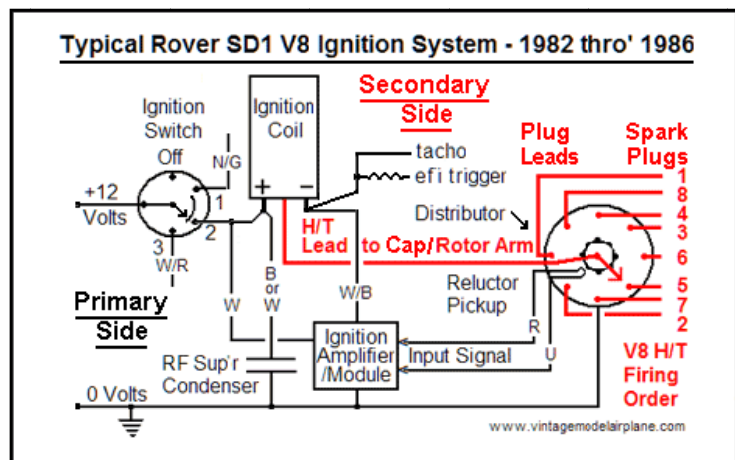 Typical Rover SD1 V8 Ignition System - 1982 thro' 1986
Ignition
Switch
Off
N/G
1
2
3
W/R
+12
Volts
Primary
Side
Ignition
Coil
+
−
Secondary
Side
tacho
efi trigger
Distributor
H/T
Lead to Cap/Rotor Arm
Reluctor
Pickup
W
B
or
W
W/B
R
U
Input Signal
Ignition
Amplifier
/Module
RF Sup'r
Condenser
0 Volts
Plug
Leads
Spark
Plugs
1
8
4
3
6
5
7
2
V8 H/T
Firing
Order
www.vintagemodelairplane.com